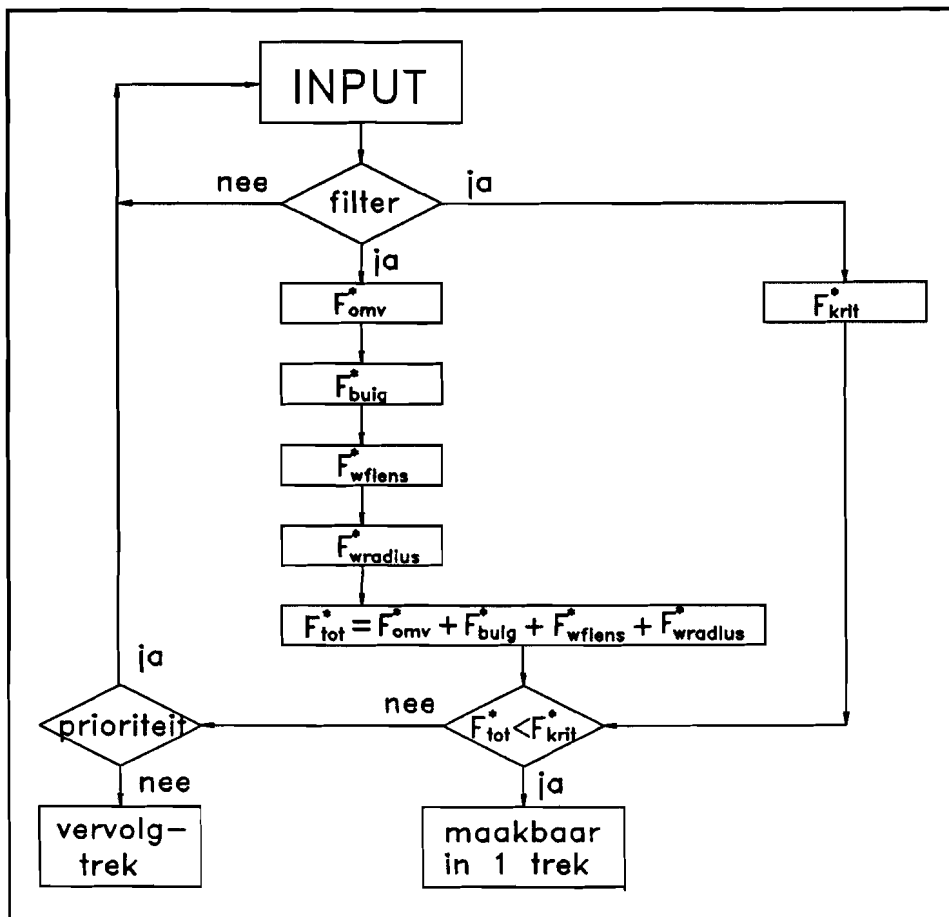 INPUT
nee
ja
filter
ja
F*omv
F*krit
F*buig
F*wflens
F*wradius
F*tot = F*omv + F*buig + F*wflens + F*wradius
ja
nee
prioriteit
F*tot < F*krit
nee
ja
vervolg-
trek
maakbaar
in 1 trek